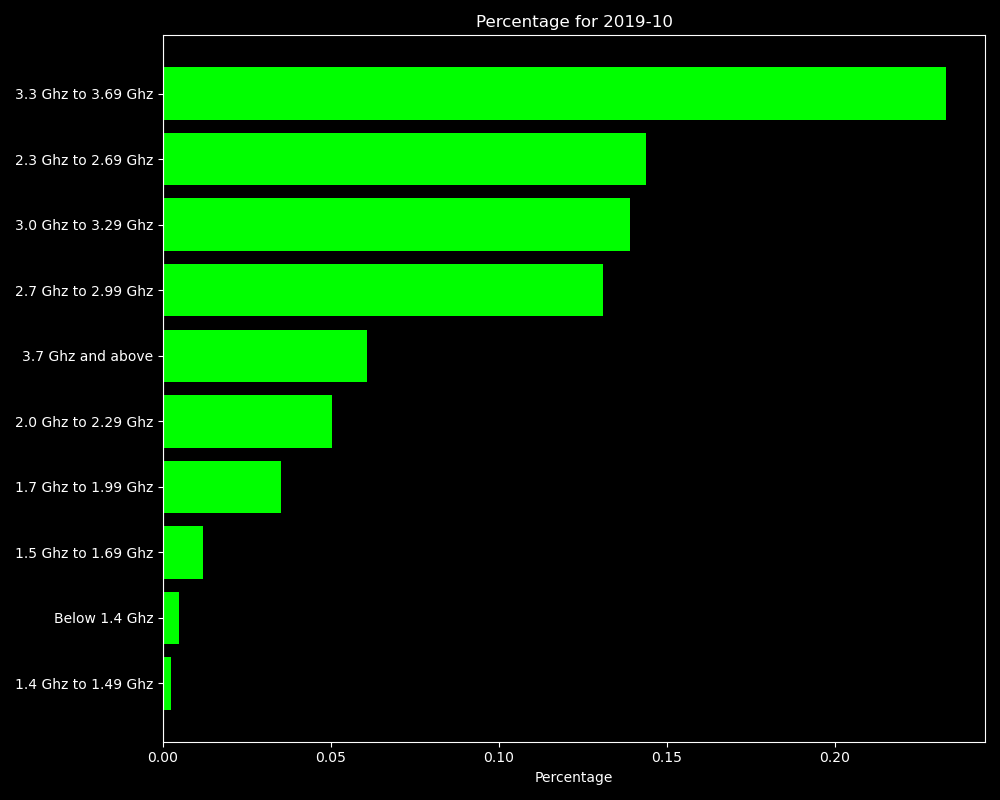 Percentage for 2019-10
3.3 Ghz to 3.69 Ghz
2.3 Ghz to 2.69 Ghz
3.0 Ghz to 3.29 Ghz
2.7 Ghz to 2.99 Ghz
3.7 Ghz and above
2.0 Ghz to 2.29 Ghz
1.7 Ghz to 1.99 Ghz
1.5 Ghz to 1.69 Ghz
Below 1.4 Ghz
1.4 Ghz to 1.49 Ghz
0.00 0.05 0.10 0.15 0.20
Percentage